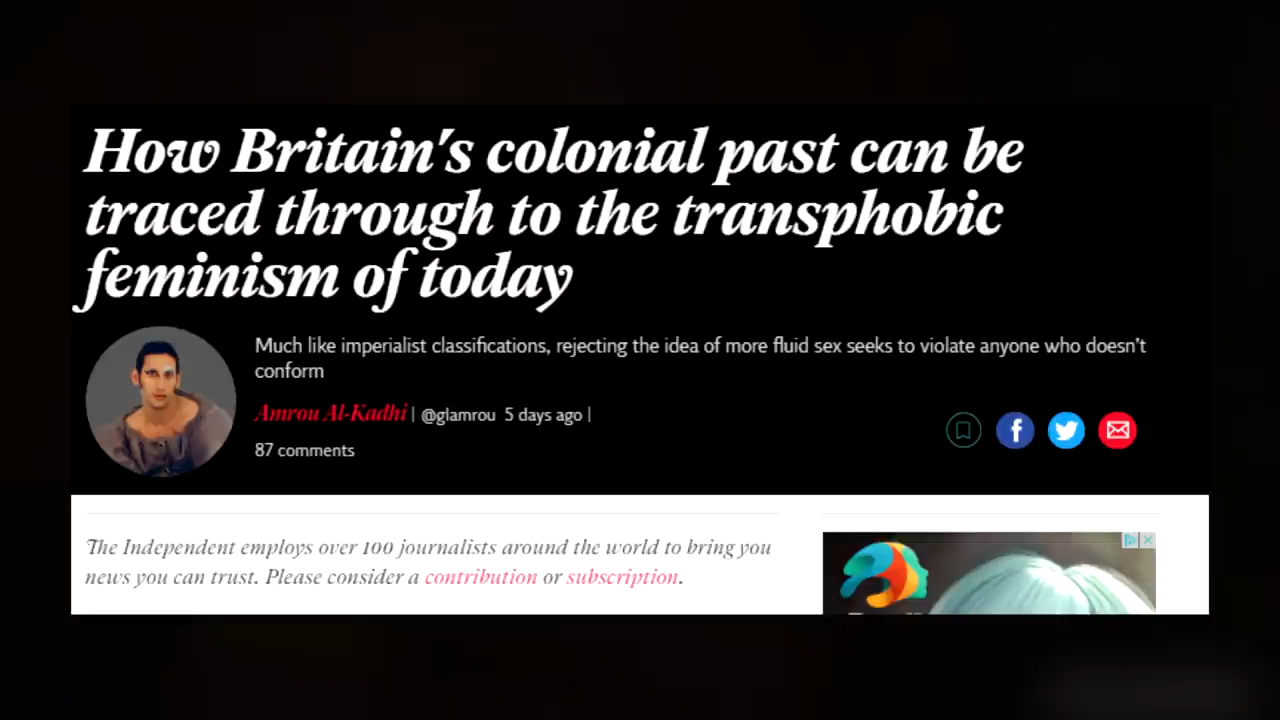 How Britain's colonial past can be
traced through to the transphobic
feminism of today
Much like imperialist classifications, rejecting the idea of more fluid sex seeks to violate anyone who doesn't
conform
Amrou Al-Kadhi | @glamrou 5 days ago |
87 comments
The Independent employs over 100 journalists around the world to bring you
news you can trust. Please consider a contribution or subscription.